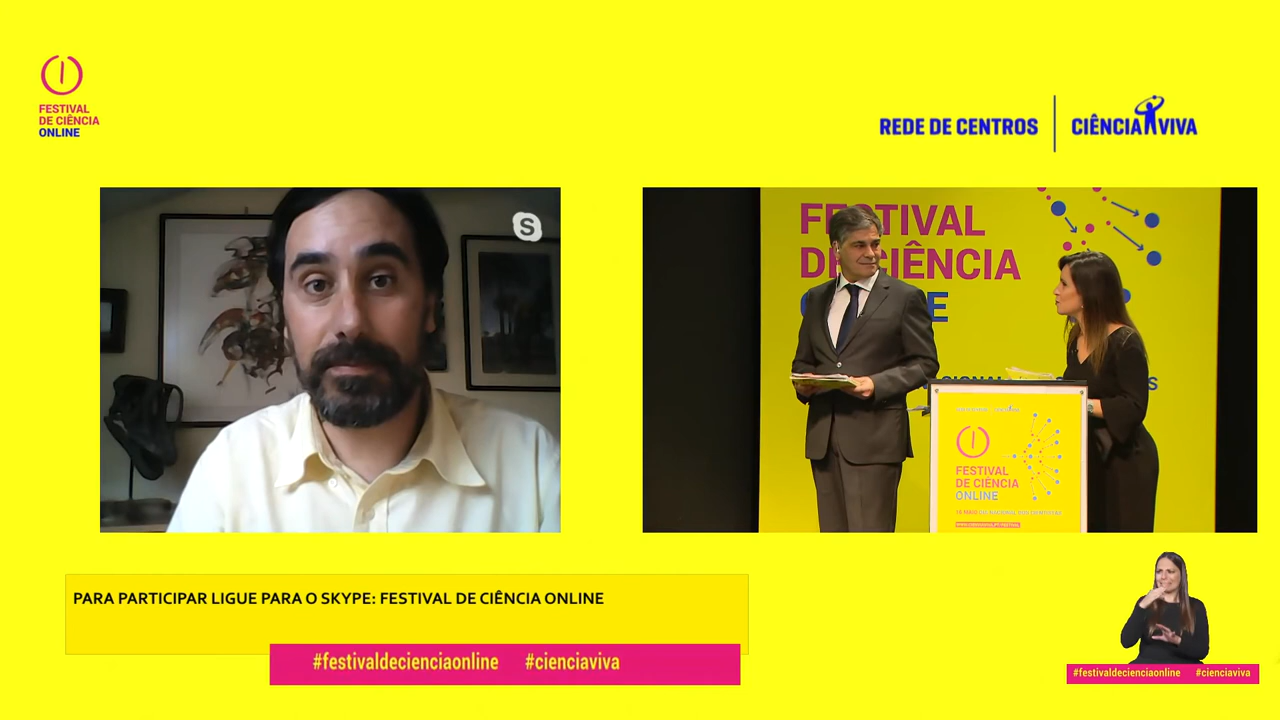 FESTIVAL
DE CIÊNCIA
ONLINE
REDE DE CENTROS
CIÊNCIA VIVA
S
FESTIVAL
DE CIÊNCIA
FESTIVAL
DE CIÊNCIA
ONLINE
PARA PARTICIPAR LIGUE PARA O SKYPE: FESTIVAL DE CIÊNCIA ONLINE
#festivaldecienciaonline #cienciaviva
#festivaldecienciaonline #cienciaviva